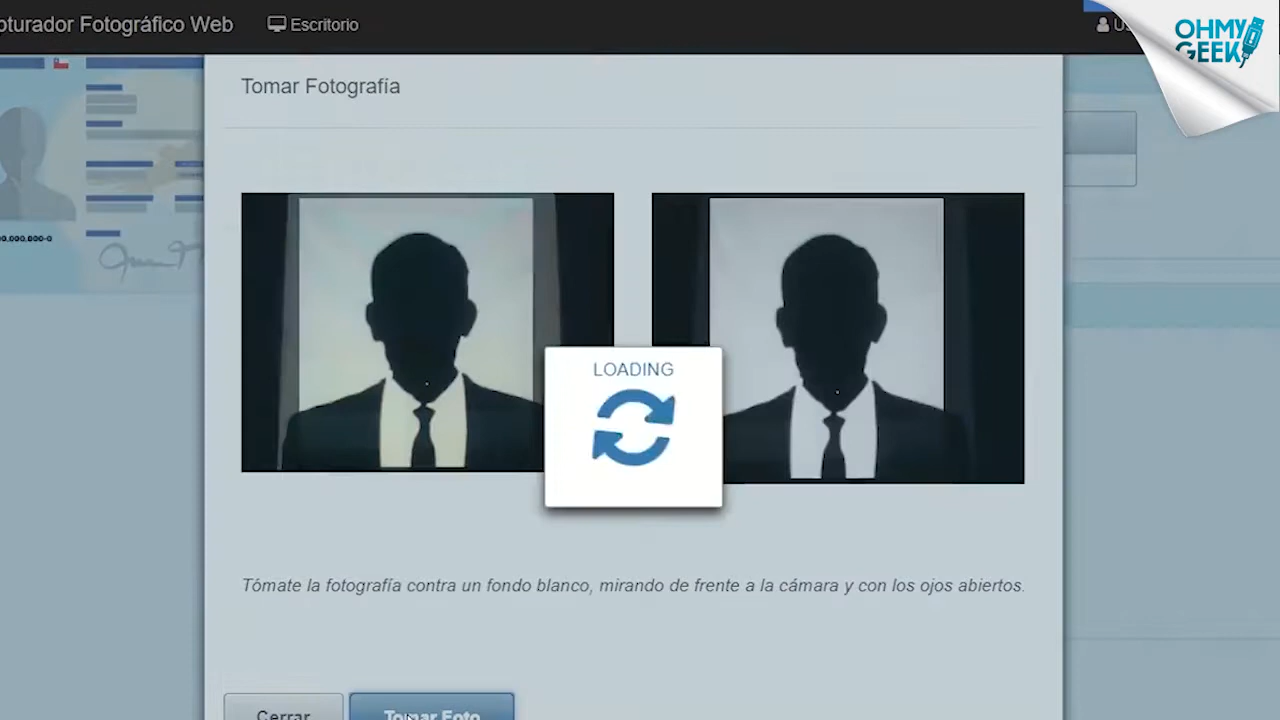 pturador Fotográfico Web
Escritorio
OHMY
GEEK
Tomar Fotografía
LOADING
Tómate la fotografía contra un fondo blanco, mirando de frente a la cámara y con los ojos abiertos.
Cerrar
Tomar Foto